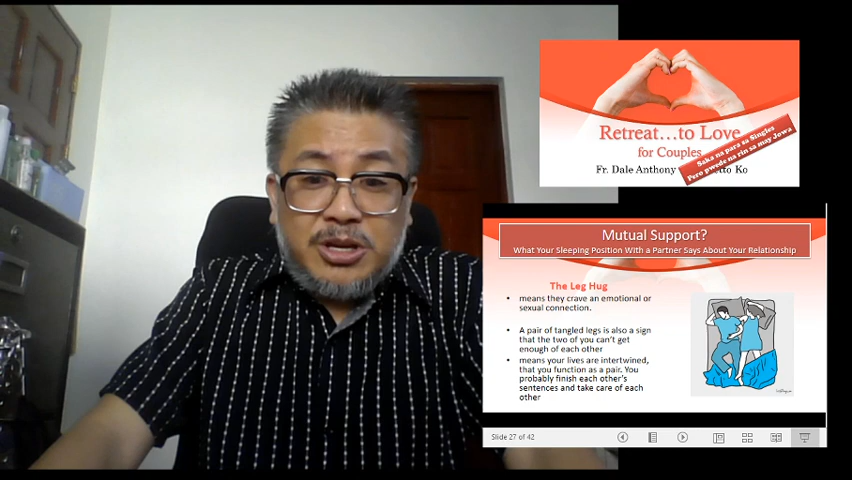 Retreat...to Love
for Couples
Fr. Dale Anthony
Ko
Saka na para sa Singles
Pero pwede na rin sa may Jowa
Mutual Support?
What Your Sleeping Position With a Partner Says About Your Relationship
The Leg Hug
• means they crave an emotional or
sexual connection.
• A pair of tangled legs is also a sign
that the two of you can't get
enough of each other
• means your lives are intertwined,
that you function as a pair. You
probably finish each other's
sentences and take care of each
other
Slide 27 of 42